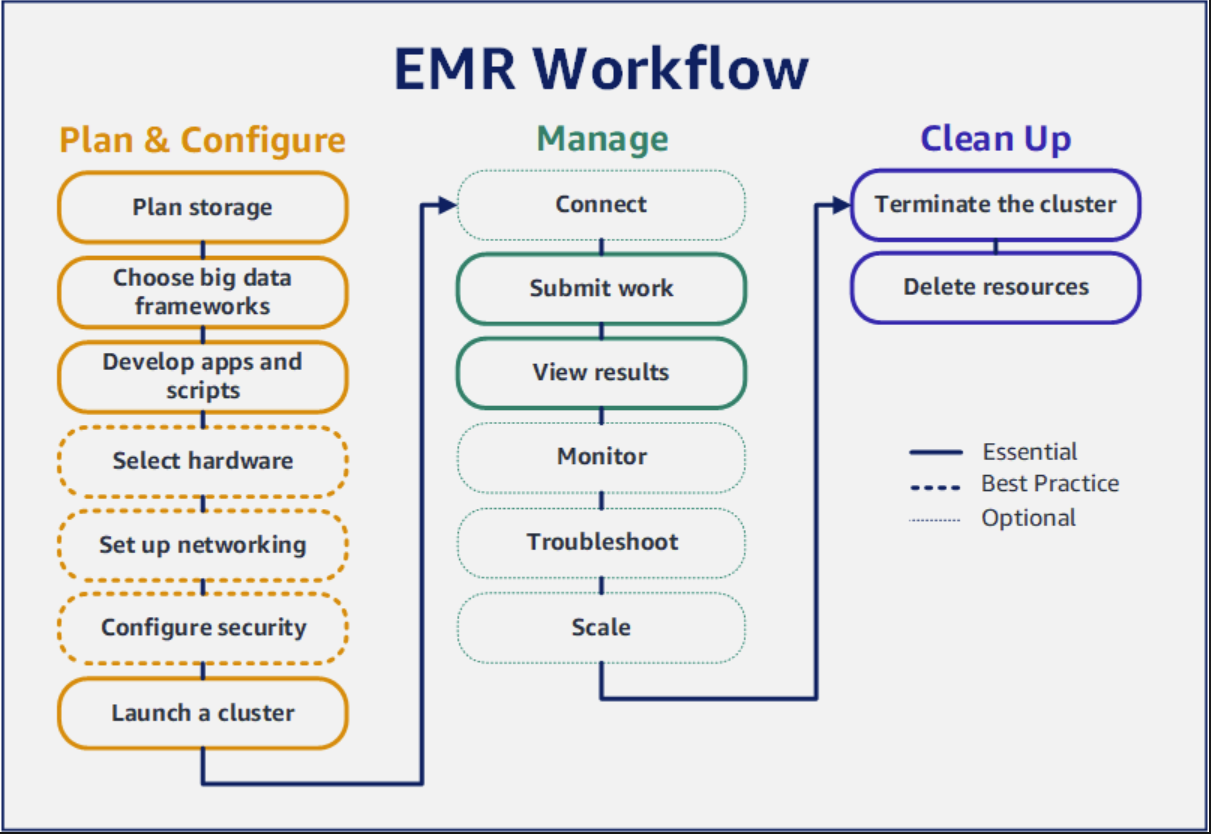 EMR Workflow
Plan & Configure
Plan storage
Choose big data
frameworks
Develop apps and
scripts
Select hardware
Set up networking
Configure security
Launch a cluster
Manage
Connect
Submit work
View results
Monitor
Troubleshoot
Scale
Clean Up
Terminate the cluster
Delete resources
Essential
Best Practice
Optional